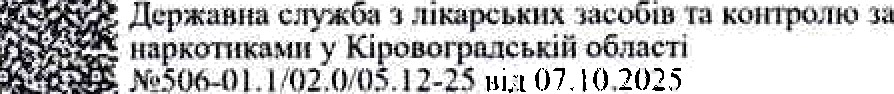 Державна служба з лікарських засобів та контролю за
наркотиками у Кіровоградській області
№506-01.1/02.0/05.12-25 від 07.10.2025